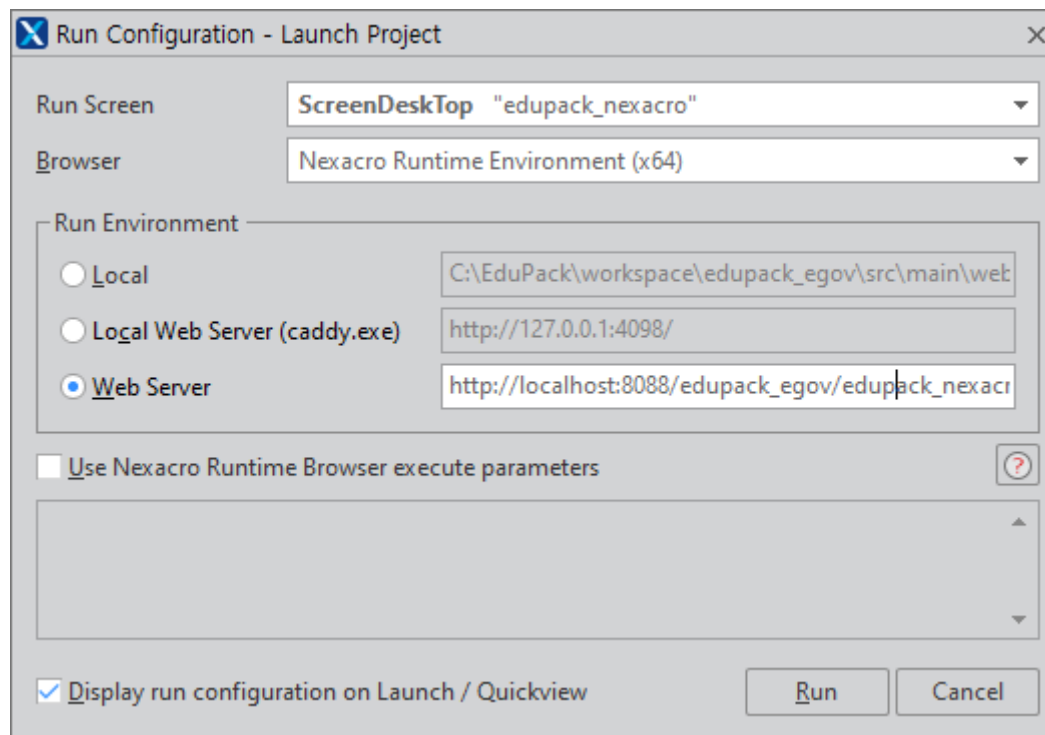 Run Configuration - Launch Project
Run Screen ScreenDeskTop "edupack_nexacro"
Browser Nexacro Runtime Environment (x64)
Run Environment
Local C:\EduPack\workspace\edupack_egov\src\main\web
Local Web Server (caddy.exe) http://127.0.0.1:4098/
Web Server http://localhost:8088/edupack_egov/edupack_nexacr
Use Nexacro Runtime Browser execute parameters ?
Display run configuration on Launch / Quickview Run Cancel